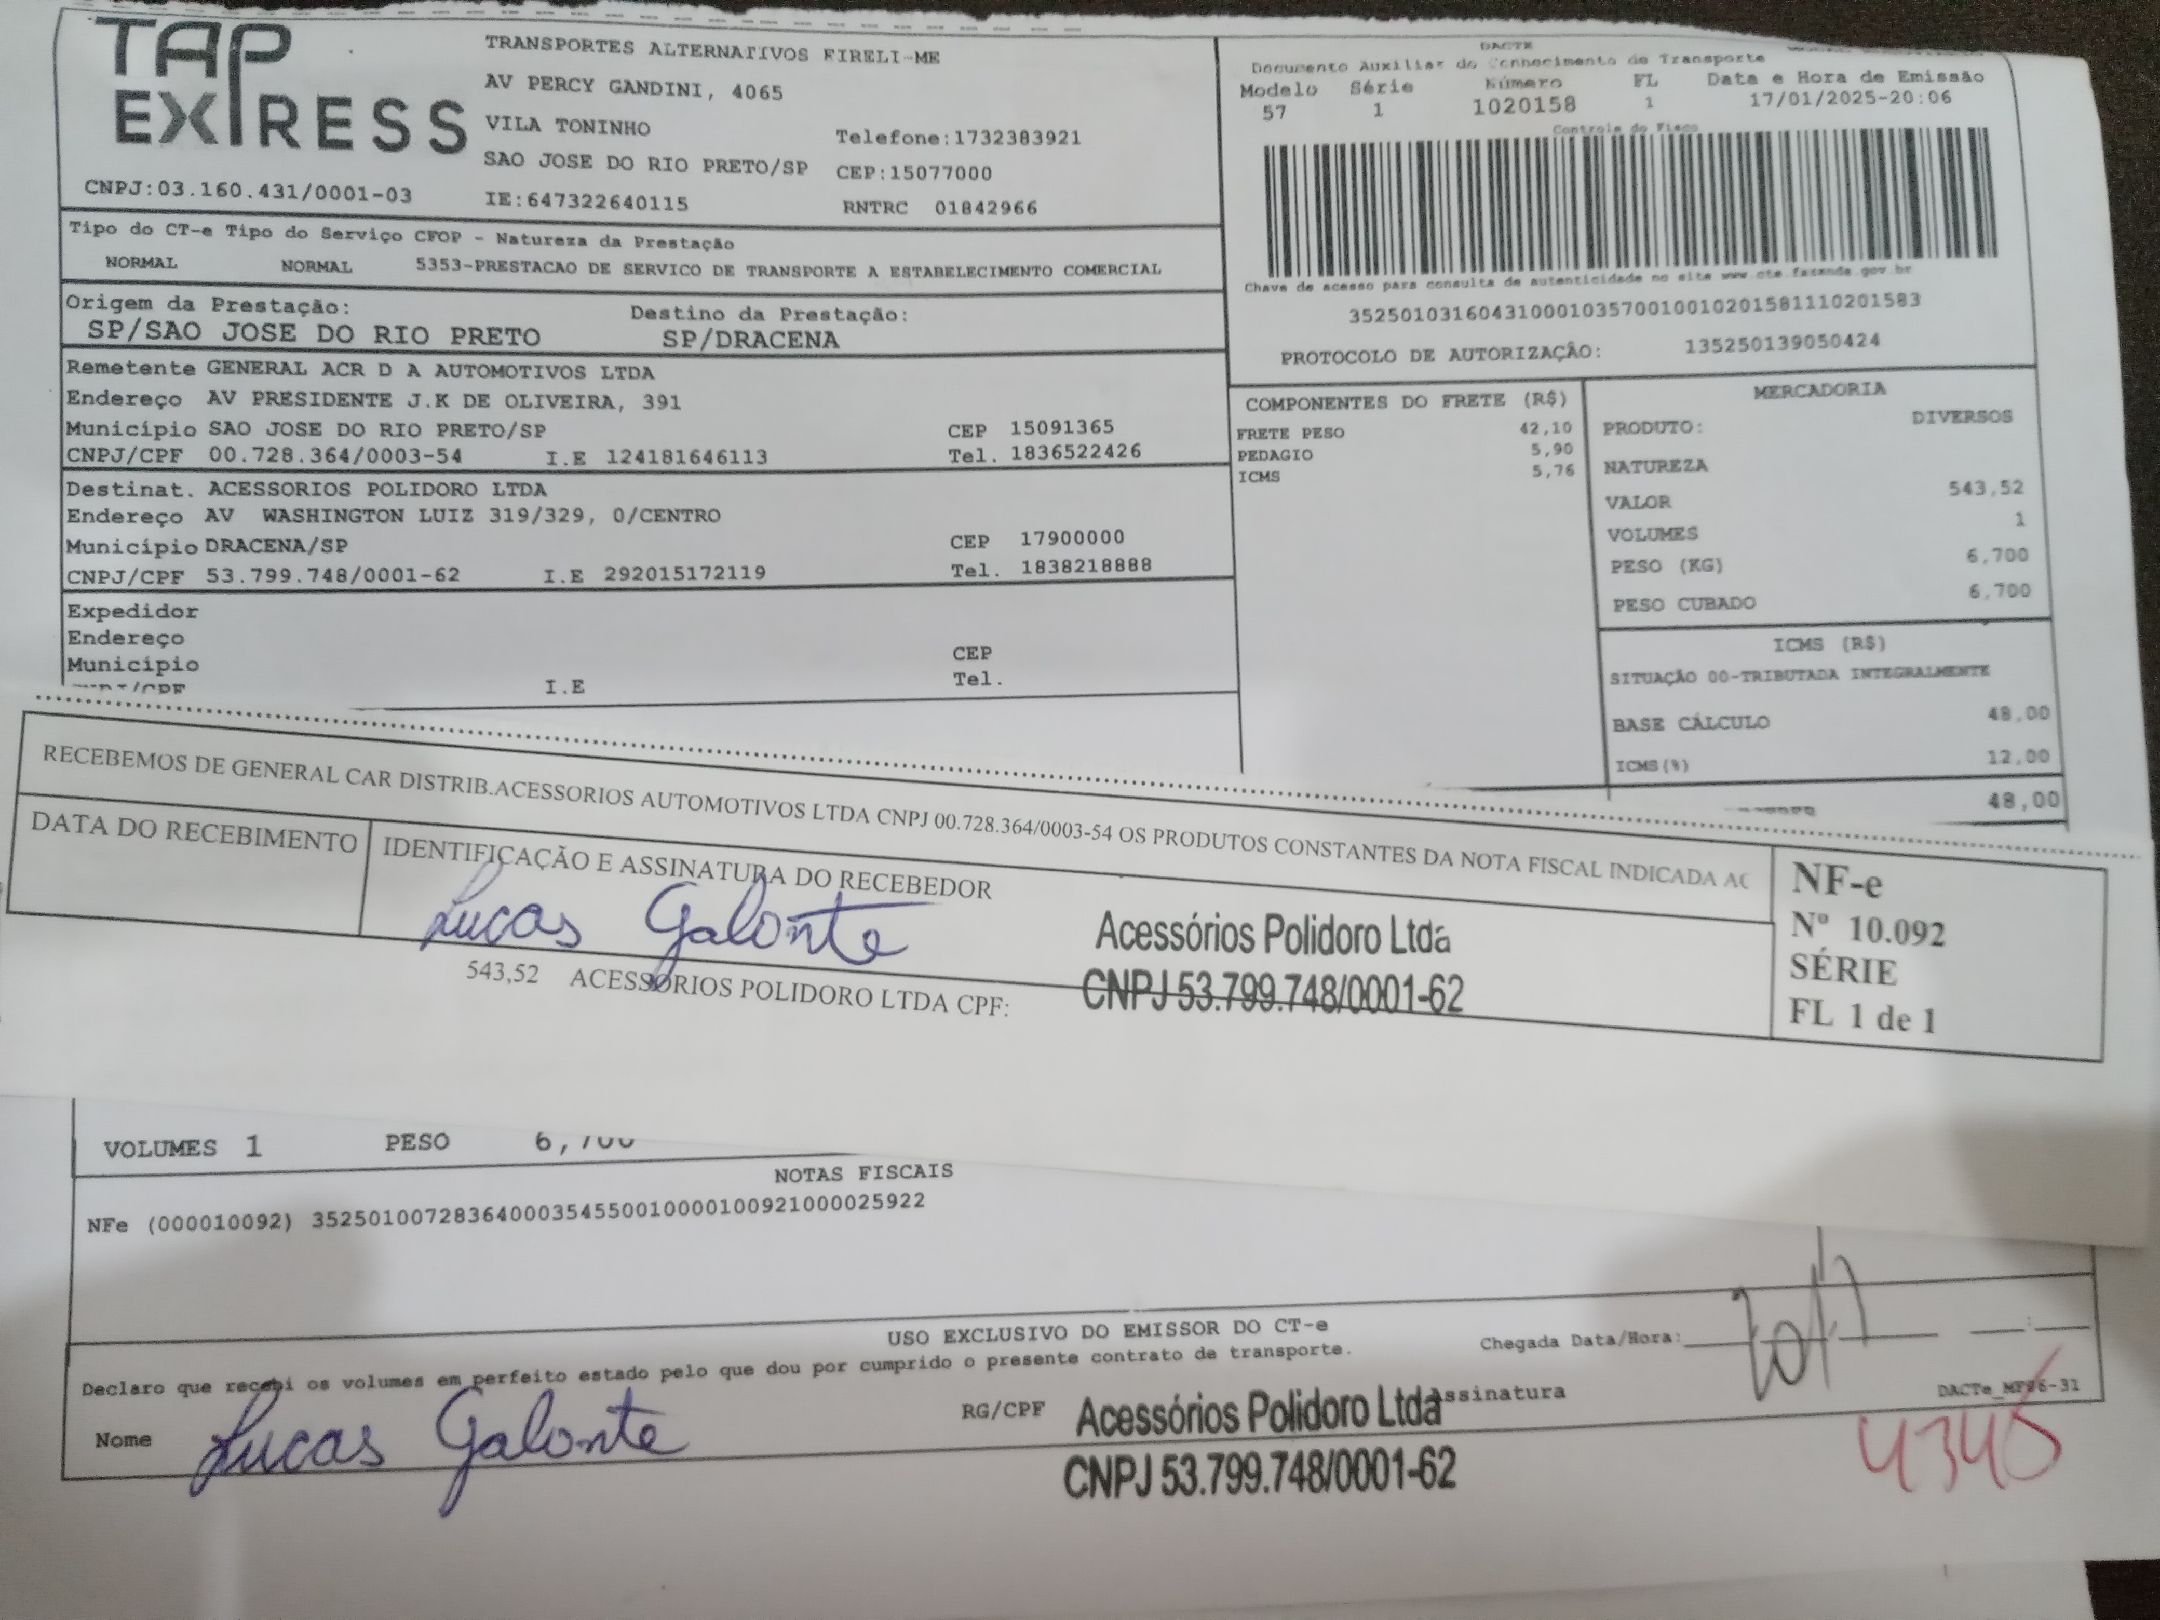 TAP
EXPRESS
TRANSPORTES ALTERNATIVOS EIRELI-ME
AV PERCY GANDINI, 4065
VILA TONINHO
Telefone:1732383921
SAO JOSE DO RIO PRETO/SP CEP:15077000
CNPJ:03.160.431/0001-03
IE:647322640115
RNTRC 01842966
DACTE
Documento Auxiliar do Conhecimento de Transporte
Modelo Série Número FL Data e Hora de Emissão
57 1 1020158 1 17/01/2025-20:06
Controle do Fisco
Chave de acesso para consulta de autenticidade no site www.cte.fazenda.gov.br
35250103160431000103570010010201581110201583
PROTOCOLO DE AUTORIZAÇÃO: 135250139050424
Tipo do CT-e Tipo do Serviço CFOP - Natureza da Prestação
NORMAL NORMAL 5353-PRESTACAO DE SERVICO DE TRANSPORTE A ESTABELECIMENTO COMERCIAL
Origem da Prestação: Destino da Prestação:
SP/SAO JOSE DO RIO PRETO SP/DRACENA
Remetente GENERAL ACR D A AUTOMOTIVOS LTDA
Endereço AV PRESIDENTE J.K DE OLIVEIRA, 391
Município SAO JOSE DO RIO PRETO/SP CEP 15091365
CNPJ/CPF 00.728.364/0003-54 I.E 124181646113 Tel. 1836522426
Destinat. ACESSORIOS POLIDORO LTDA
Endereço AV WASHINGTON LUIZ 319/329, 0/CENTRO
Município DRACENA/SP CEP 17900000
CNPJ/CPF 53.799.748/0001-62 I.E 292015172119 Tel. 1838218888
Expedidor
Endereço
Município CEP
CNPJ/CPF I.E Tel.
COMPONENTES DO FRETE (R$)
FRETE PESO 42,10
PEDAGIO 5,90
ICMS 5,76
MERCADORIA
PRODUTO: DIVERSOS
NATUREZA
VALOR 543,52
VOLUMES 1
PESO (KG) 6,700
PESO CUBADO 6,700
ICMS (R$)
SITUAÇÃO 00-TRIBUTADA INTEGRALMENTE
BASE CÁLCULO 48,00
ICMS(%) 12,00
48,00
RECEBEMOS DE GENERAL CAR DISTRIB.ACESSORIOS AUTOMOTIVOS LTDA CNPJ 00.728.364/0003-54 OS PRODUTOS CONSTANTES DA NOTA FISCAL INDICADA AO
DATA DO RECEBIMENTO
IDENTIFICAÇÃO E ASSINATURA DO RECEBEDOR
Lucas Galonte
Acessórios Polidoro Ltda
CNPJ 53.799.748/0001-62
543,52 ACESSORIOS POLIDORO LTDA CPF:
NF-e
Nº 10.092
SÉRIE
FL 1 de 1
VOLUMES 1 PESO 6,700
NOTAS FISCAIS
NFe (000010092) 35250100728364000354550010000100921000025922
USO EXCLUSIVO DO EMISSOR DO CT-e
Declaro que recebi os volumes em perfeito estado pelo que dou por cumprido o presente contrato de transporte.
Chegada Data/Hora:
Nome Lucas Galonte
RG/CPF
Assinatura
Acessórios Polidoro Ltda
CNPJ 53.799.748/0001-62
4346